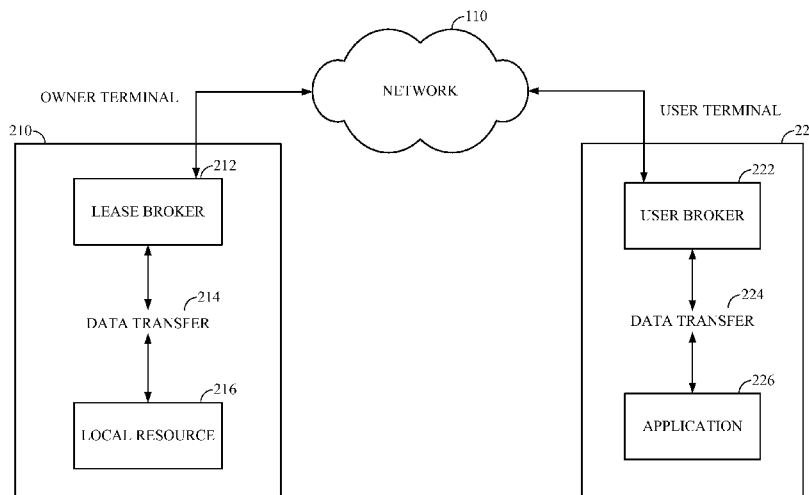 110
NETWORK
OWNER TERMINAL
USER TERMINAL
210
22
212
LEASE BROKER
222
USER BROKER
214
DATA TRANSFER
224
DATA TRANSFER
216
LOCAL RESOURCE
226
APPLICATION